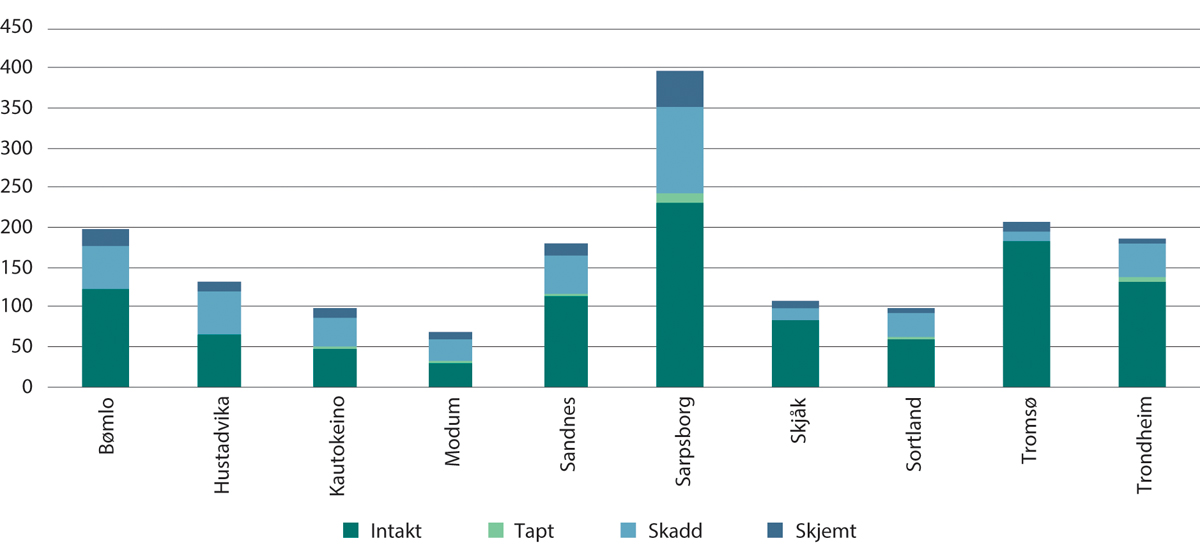 450
400
350
300
250
200
150
100
50
0
Bømlo
Hustadvika
Kautokeino
Modum
Sandnes
Sarpsborg
Skjåk
Sortland
Tromsø
Trondheim
Intakt Tapt Skadd Skjemt